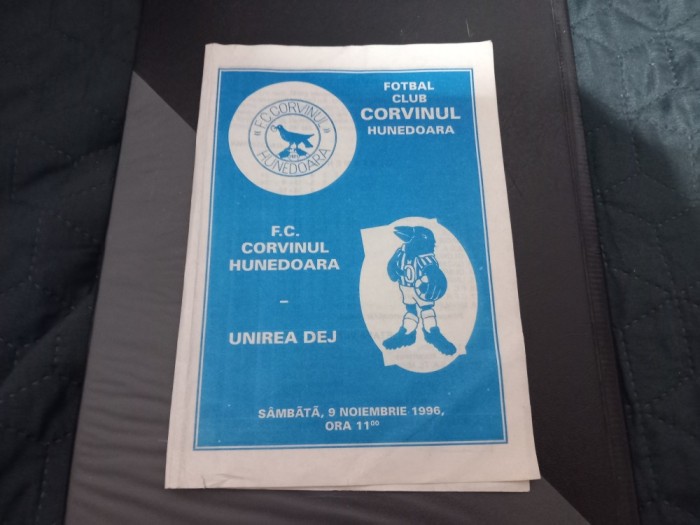 « F.C. CORVINUL »
HUNEDOARA
FOTBAL
CLUB
CORVINUL
HUNEDOARA
F.C.
CORVINUL
HUNEDOARA
–
UNIREA DEJ
SÂMBĂTĂ, 9 NOIEMBRIE 1996,
ORA 11⁰⁰